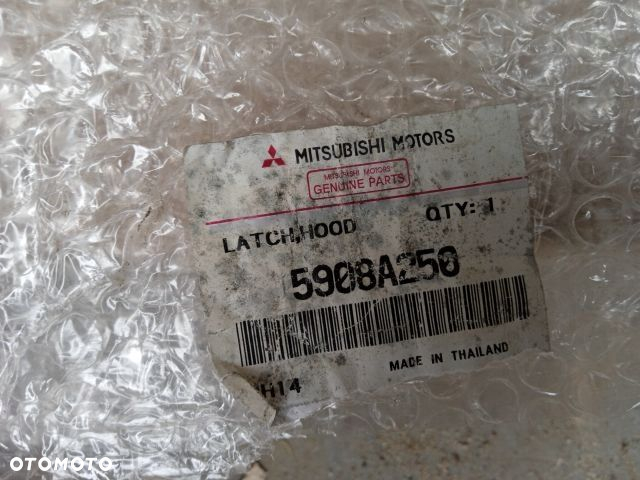 MITSUBISHI MOTORS
MITSUBISHI MOTORS
GENUINE PARTS
LATCH,HOOD QTY: 1
5908A250
MADE IN THAILAND
H14
OTOMOTO